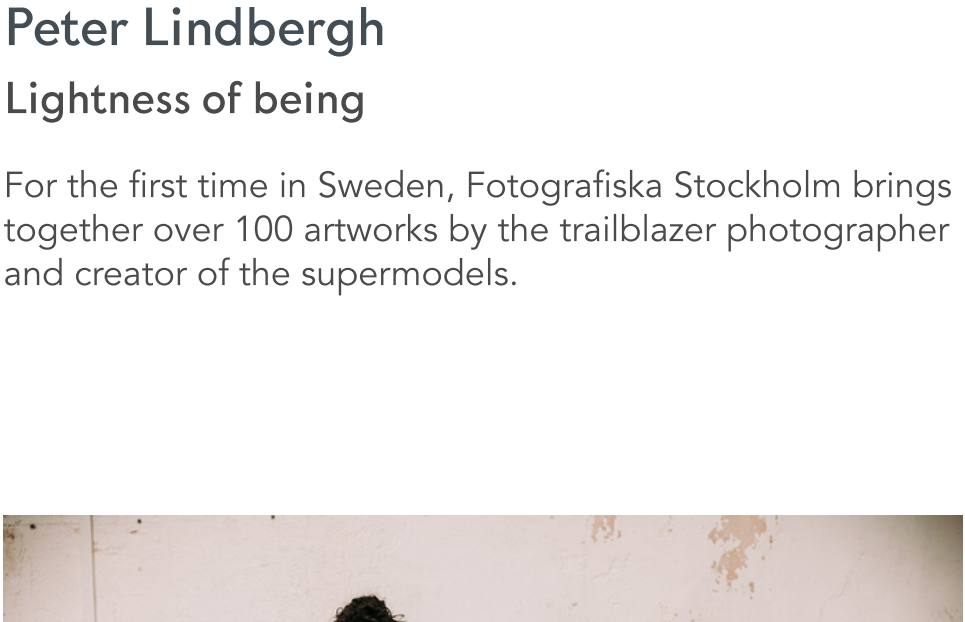 Peter Lindbergh
Lightness of being
For the first time in Sweden, Fotografiska Stockholm brings
together over 100 artworks by the trailblazer photographer
and creator of the supermodels.